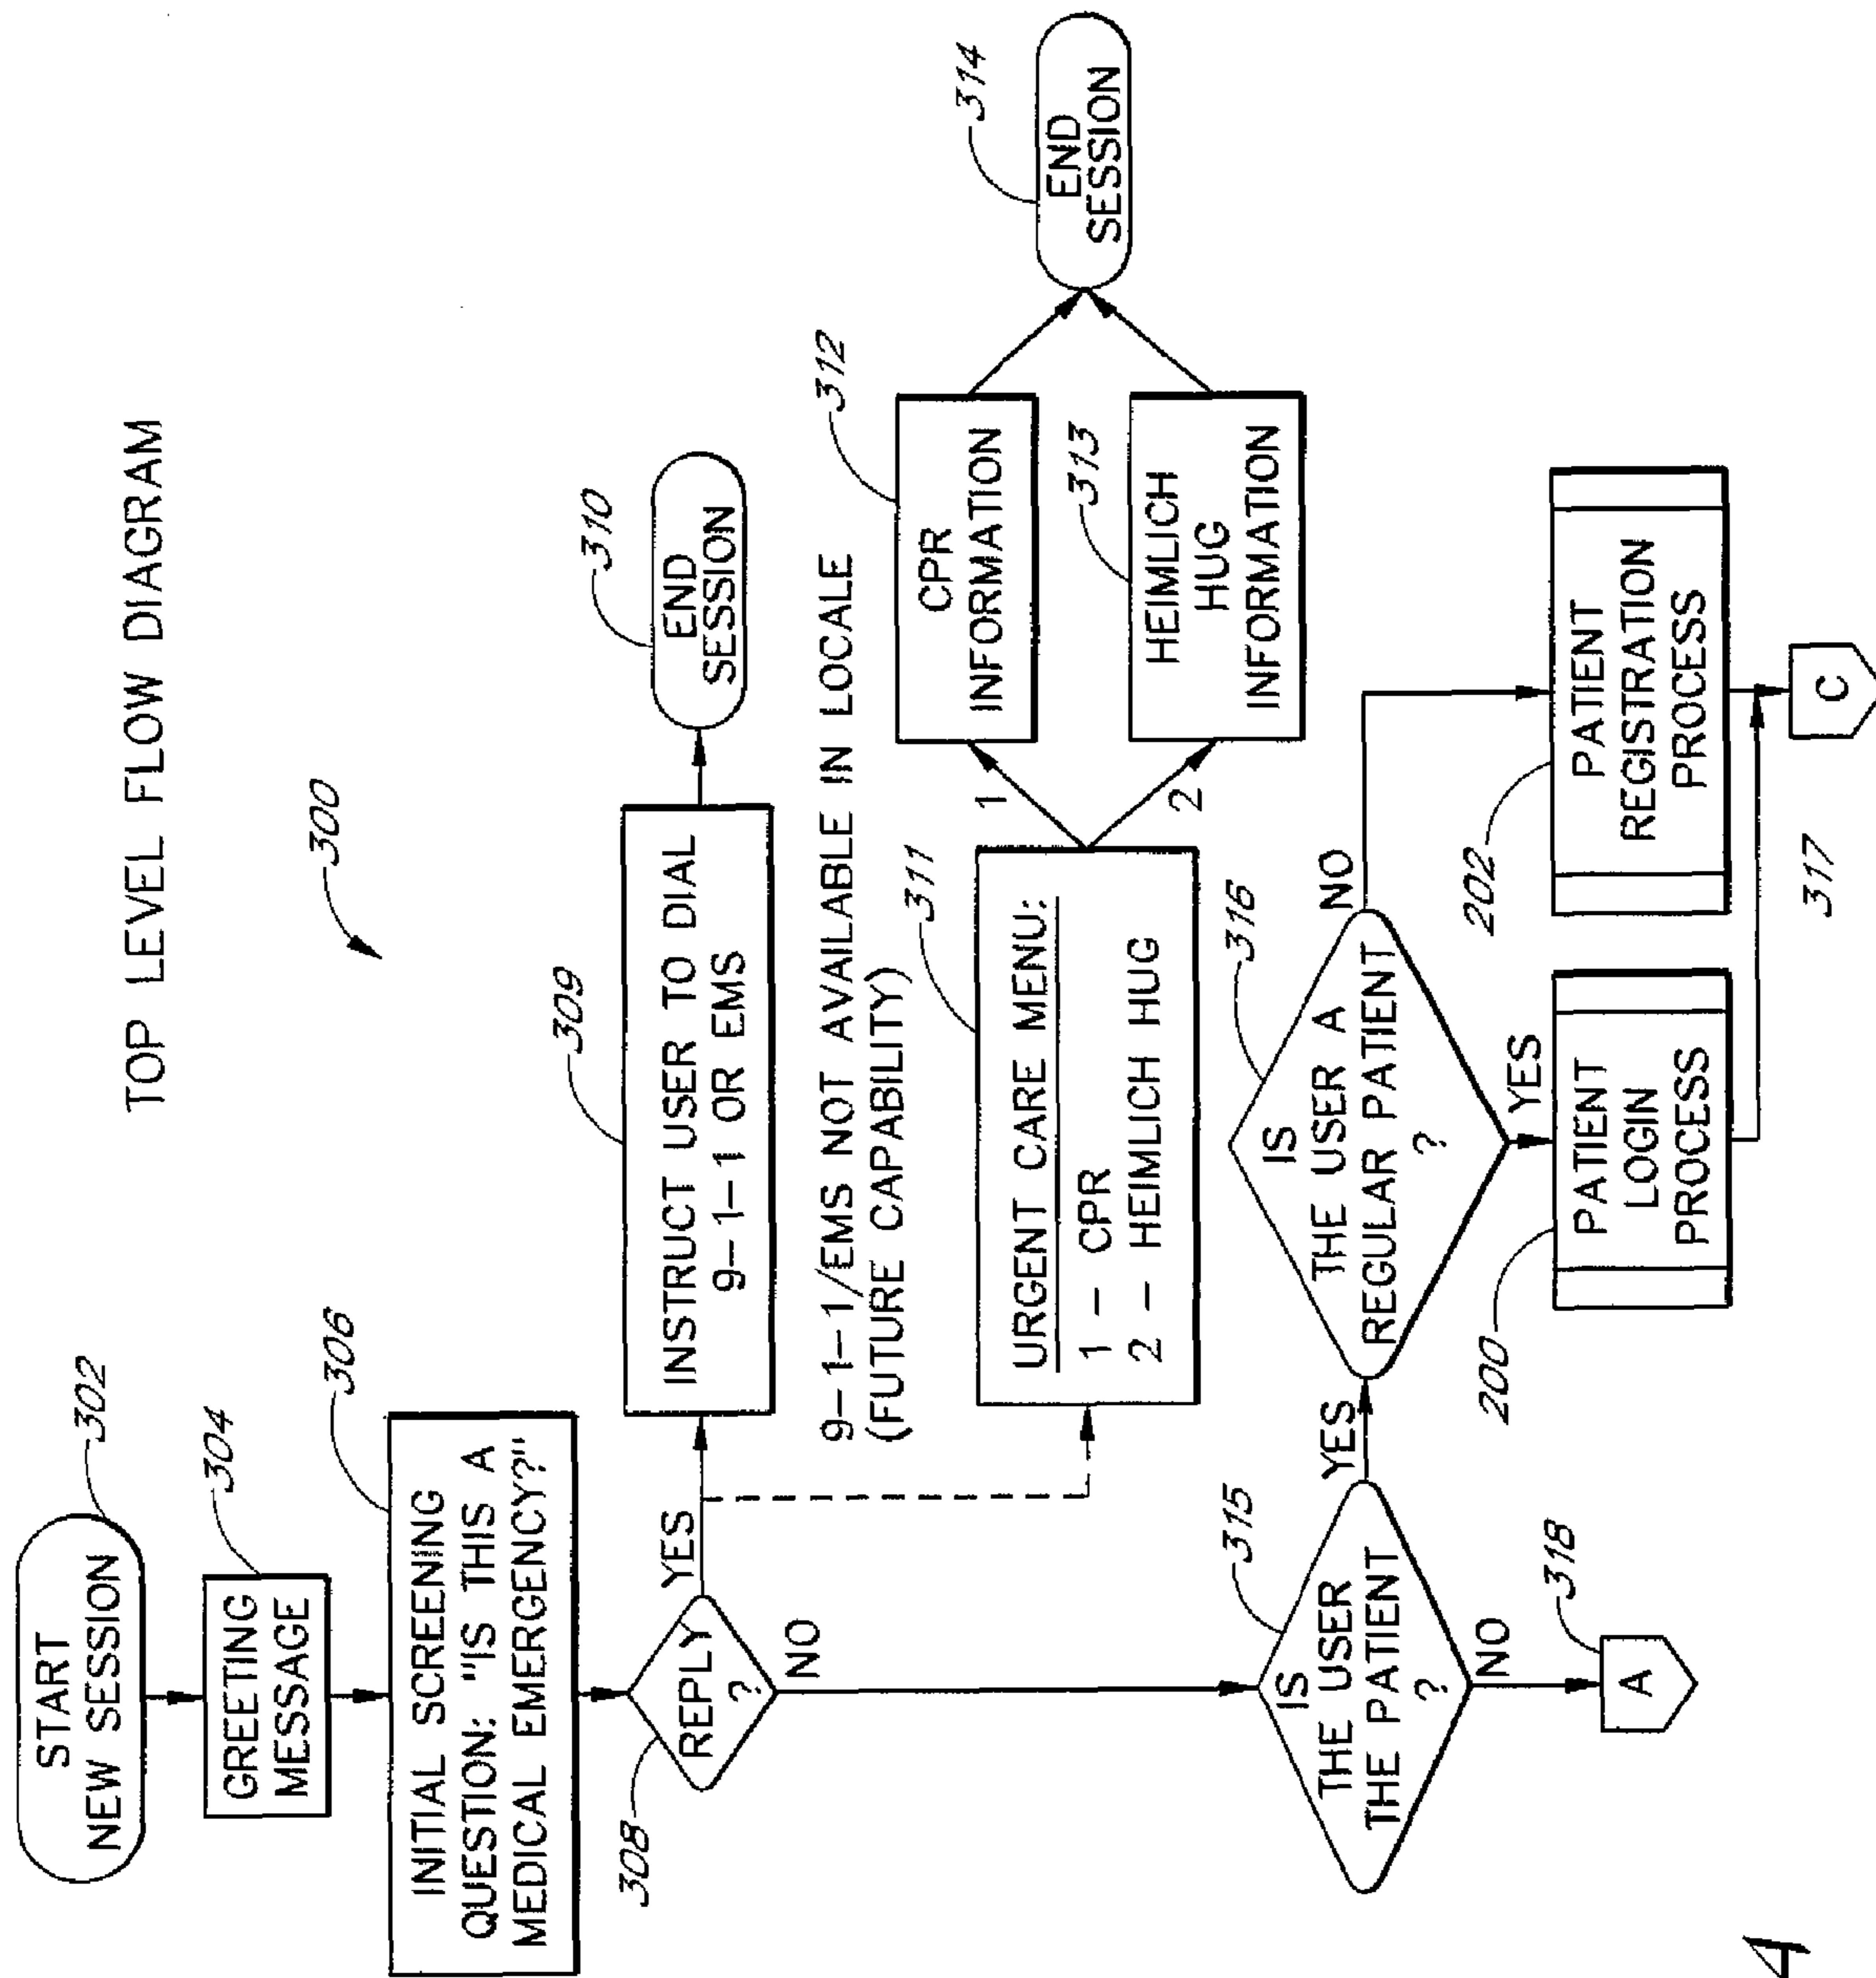 TOP LEVEL FLOW DIAGRAM
300
START
NEW SESSION
302
GREETING
MESSAGE
304
INITIAL SCREENING
QUESTION: "IS THIS A
MEDICAL EMERGENCY?"
306
REPLY
?
308
YES
NO
INSTRUCT USER TO DIAL
9-1-1 OR EMS
309
END
SESSION
310
9-1-1/EMS NOT AVAILABLE IN LOCALE
(FUTURE CAPABILITY)
URGENT CARE MENU:
1 - CPR
2 - HEIMLICH HUG
311
1
2
CPR
INFORMATION
312
HEIMLICH
HUG
INFORMATION
313
END
SESSION
314
IS
THE USER
THE PATIENT
?
315
YES
NO
A
318
IS
THE USER A
REGULAR PATIENT
?
316
NO
YES
PATIENT
LOGIN
PROCESS
200
PATIENT
REGISTRATION
PROCESS
202
317
C
A